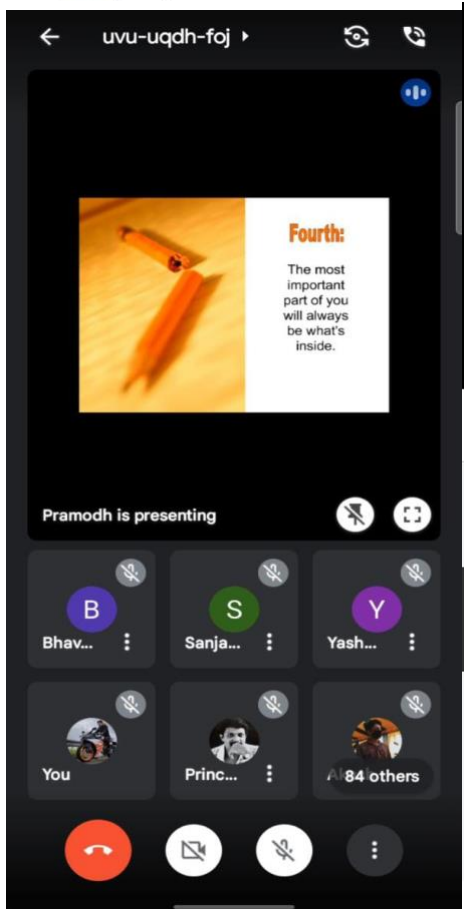 uvu-uqdh-foj
Fourth:
The most
important
part of you
will always
be what's
inside.
Pramodh is presenting
B
S
Y
Bhav...
Sanja...
Yash...
You
Princ...
84 others